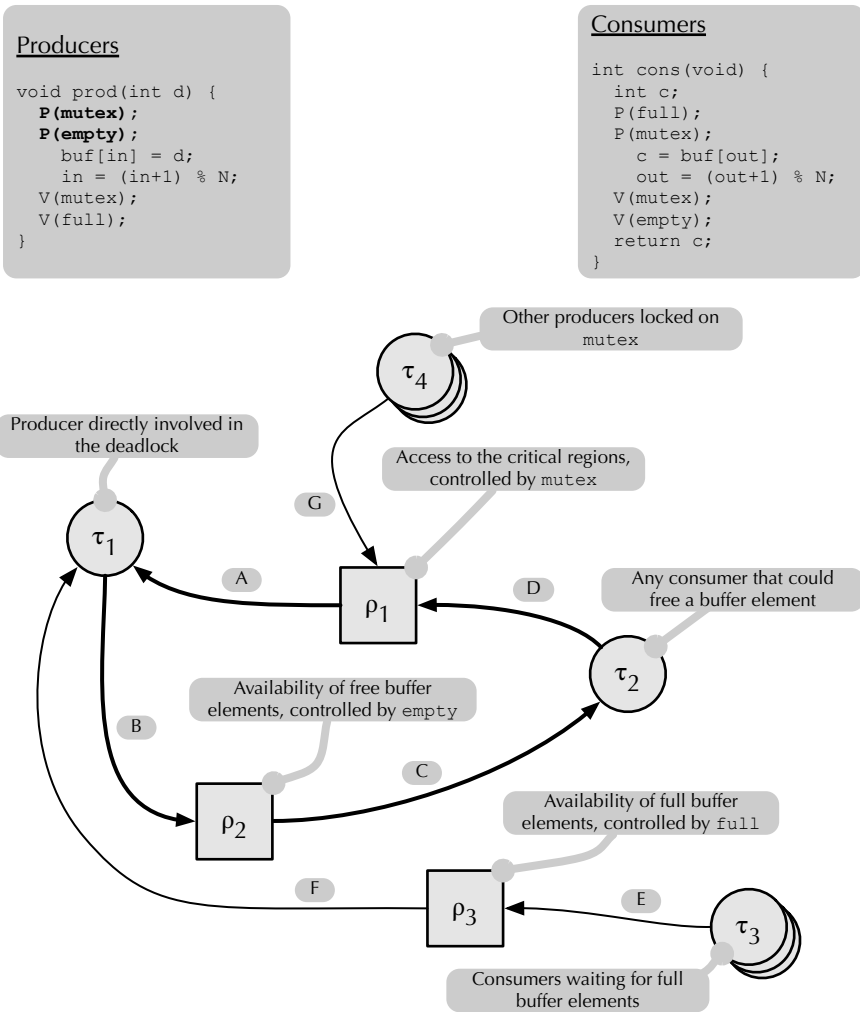 Producers
void prod(int d) {
P(mutex);
P(empty);
buf[in] = d;
in = (in+1) % N;
V(mutex);
V(full);
}
Consumers
int cons(void) {
int c;
P(full);
P(mutex);
c = buf[out];
out = (out+1) % N;
V(mutex);
V(empty);
return c;
}
Other producers locked on
mutex
τ4
Producer directly involved in
the deadlock
Access to the critical regions,
controlled by mutex
G
τ1
A
ρ1
D
Any consumer that could
free a buffer element
τ2
Availability of free buffer
elements, controlled by empty
B
C
ρ2
Availability of full buffer
elements, controlled by full
F
ρ3
E
τ3
Consumers waiting for full
buffer elements